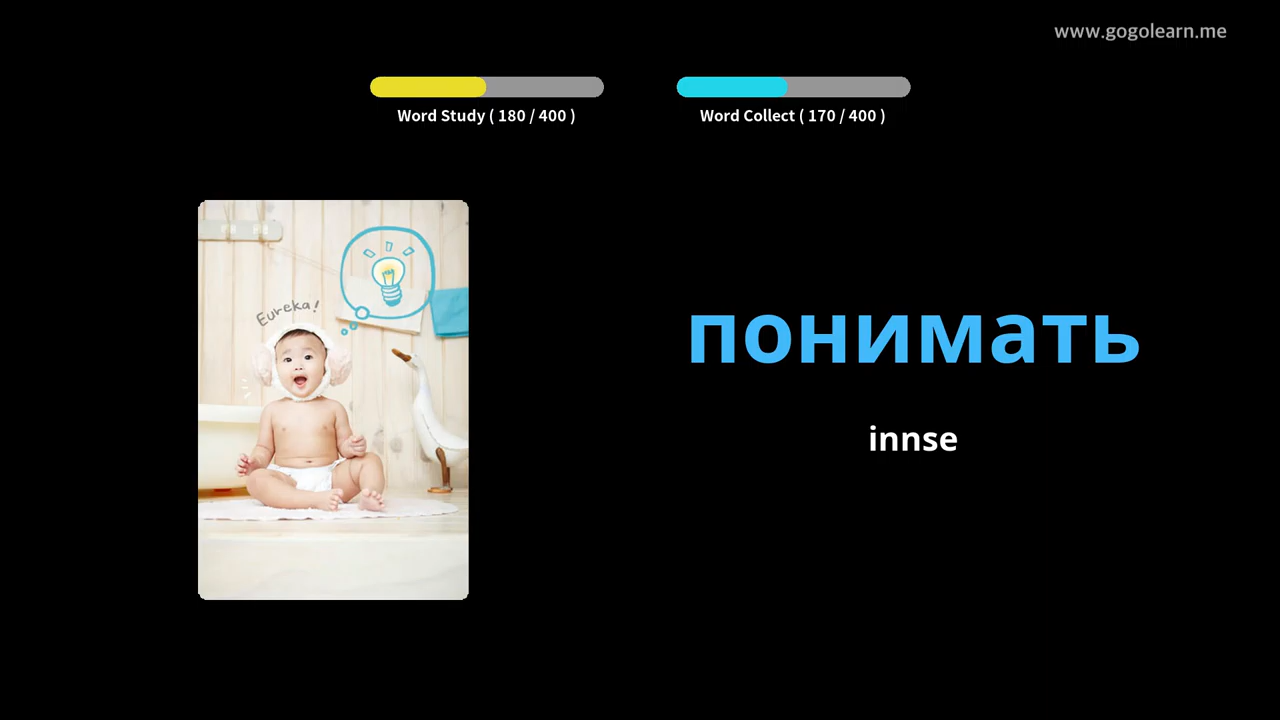 www.gogolearn.me
Word Study ( 180 / 400 )
Word Collect ( 170 / 400 )
Eureka!
понимать
innse